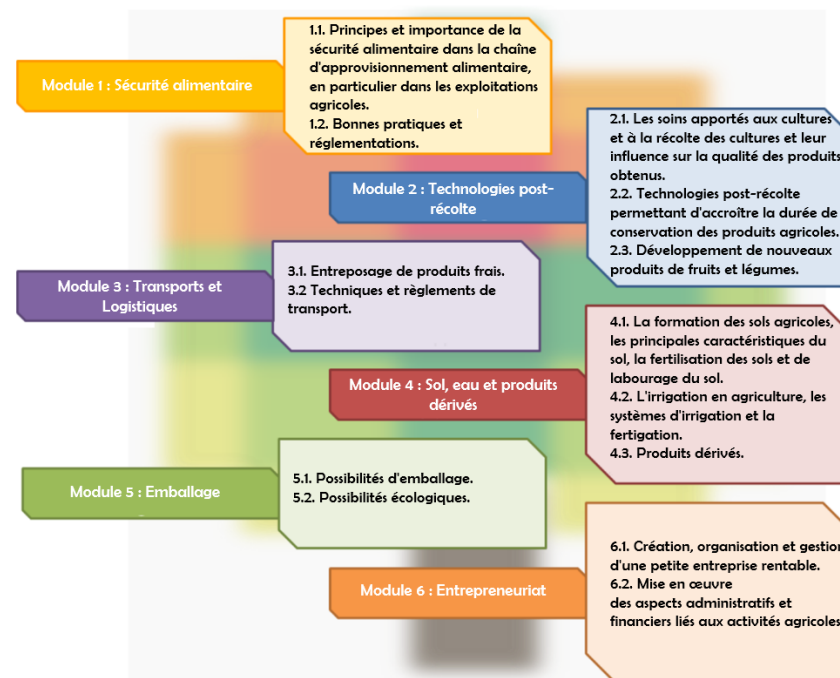 Module 1 : Sécurité alimentaire
1.1. Principes et importance de la
sécurité alimentaire dans la chaîne
d'approvisionnement alimentaire,
en particulier dans les exploitations
agricoles.
1.2. Bonnes pratiques et
réglementations.
Module 2 : Technologies post-
récolte
2.1. Les soins apportés aux cultures
et à la récolte des cultures et leur
influence sur la qualité des produits
obtenus.
2.2. Technologies post-récolte
permettant d'accroître la durée de
conservation des produits agricoles.
2.3. Développement de nouveaux
produits de fruits et légumes.
Module 3 : Transports et
Logistiques
3.1. Entreposage de produits frais.
3.2 Techniques et règlements de
transport.
Module 4 : Sol, eau et produits
dérivés
4.1. La formation des sols agricoles,
les principales caractéristiques du
sol, la fertilisation des sols et de
labourage du sol.
4.2. L'irrigation en agriculture, les
systèmes d'irrigation et la
fertigation.
4.3. Produits dérivés.
Module 5 : Emballage
5.1. Possibilités d'emballage.
5.2. Possibilités écologiques.
Module 6 : Entrepreneuriat
6.1. Création, organisation et gestion
d'une petite entreprise rentable.
6.2. Mise en œuvre
des aspects administratifs et
financiers liés aux activités agricoles